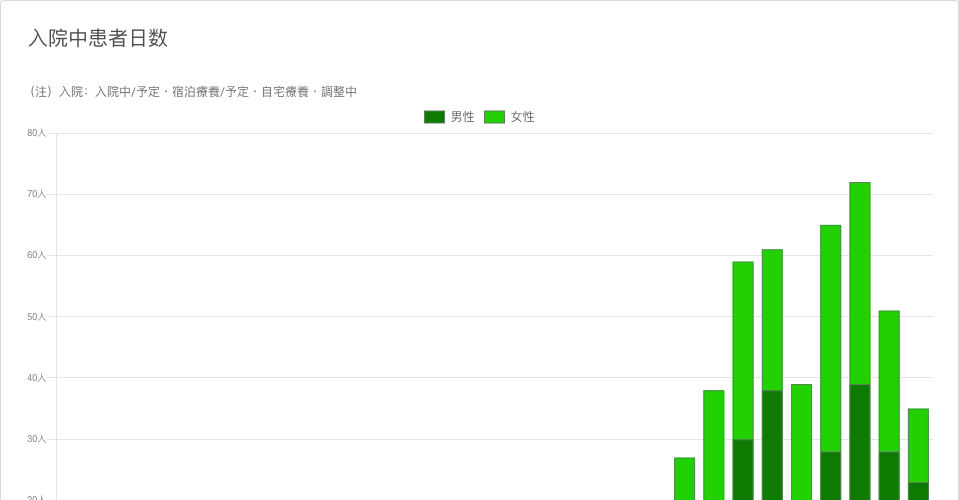 入院中患者日数
（注）入院：入院中/予定・宿泊療養/予定・自宅療養・調整中
男性 女性
80人
70人
60人
50人
40人
30人
20人